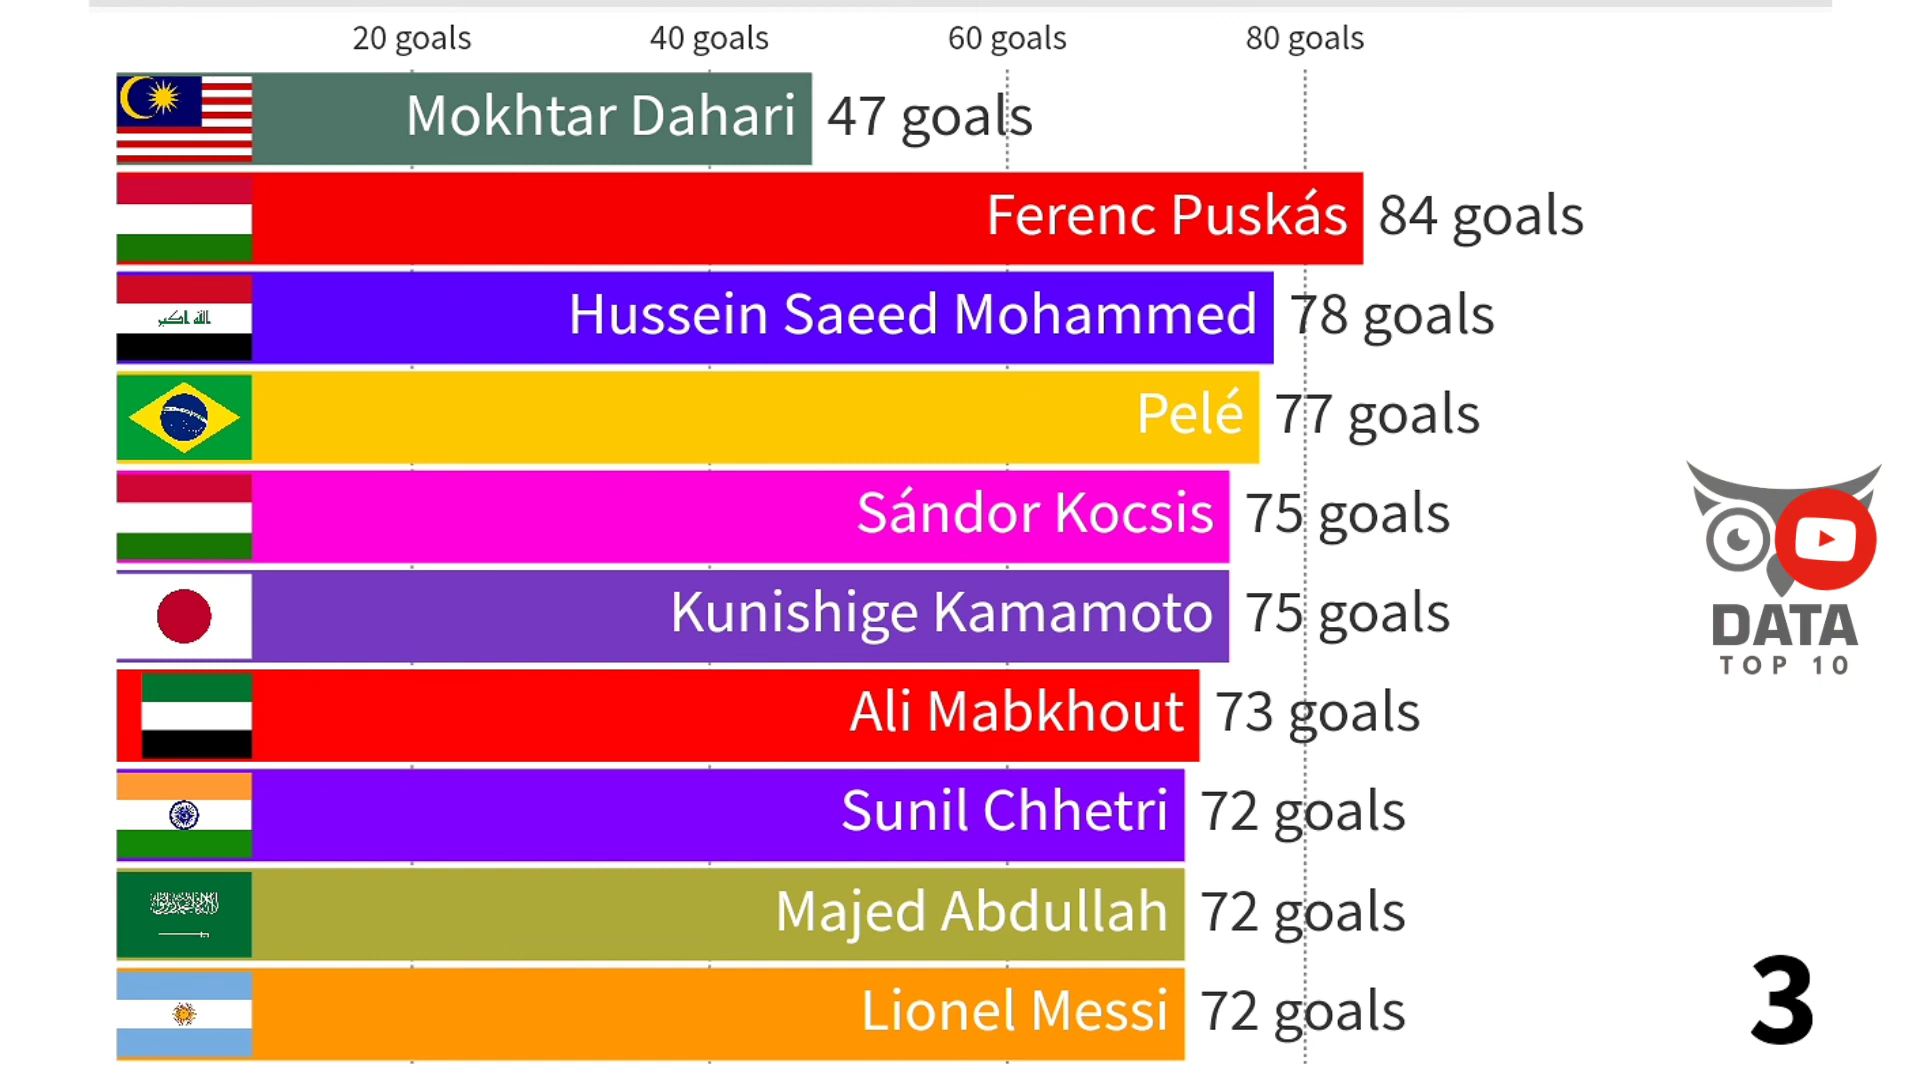 20 goals 40 goals 60 goals 80 goals
Mokhtar Dahari 47 goals
Ferenc Puskás 84 goals
Hussein Saeed Mohammed 78 goals
الله اكبر
Pelé 77 goals
Sándor Kocsis 75 goals
Kunishige Kamamoto 75 goals
DATA
TOP 10
Ali Mabkhout 73 goals
Sunil Chhetri 72 goals
Majed Abdullah 72 goals
Lionel Messi 72 goals
3